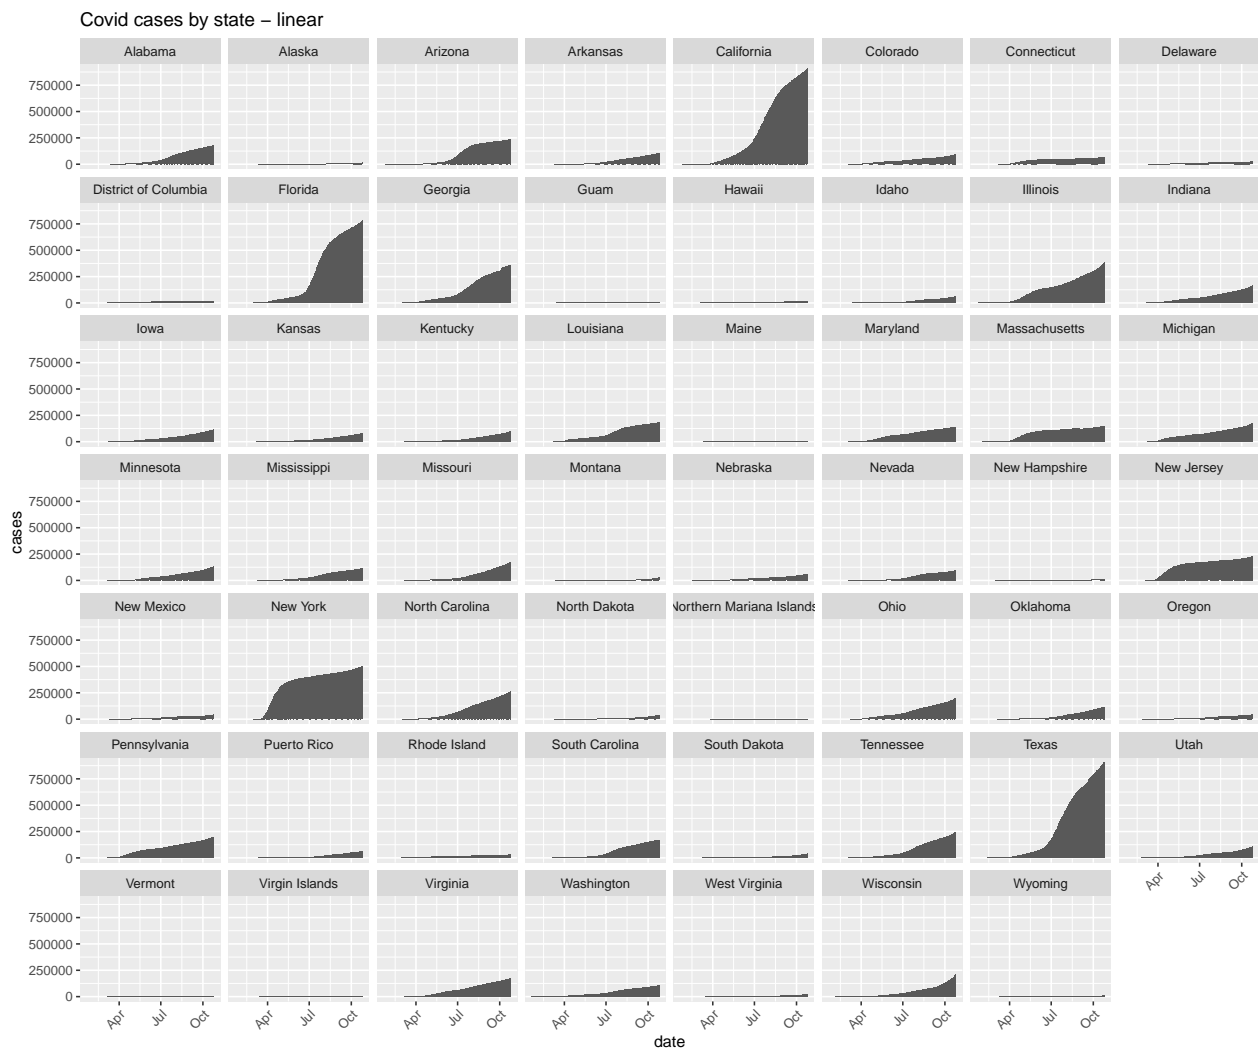 Covid cases by state – linear
Alabama Alaska Arizona Arkansas California Colorado Connecticut Delaware
750000
500000
250000
0
District of Columbia Florida Georgia Guam Hawaii Idaho Illinois Indiana
750000
500000
250000
0
Iowa Kansas Kentucky Louisiana Maine Maryland Massachusetts Michigan
750000
500000
250000
0
Minnesota Mississippi Missouri Montana Nebraska Nevada New Hampshire New Jersey
750000
500000
250000
0
cases
New Mexico New York North Carolina North Dakota Northern Mariana Islands Ohio Oklahoma Oregon
750000
500000
250000
0
Pennsylvania Puerto Rico Rhode Island South Carolina South Dakota Tennessee Texas Utah
750000
500000
250000
0
Apr Jul Oct
Vermont Virgin Islands Virginia Washington West Virginia Wisconsin Wyoming
750000
500000
250000
0
Apr Jul Oct Apr Jul Oct Apr Jul Oct Apr Jul Oct Apr Jul Oct Apr Jul Oct Apr Jul Oct
date